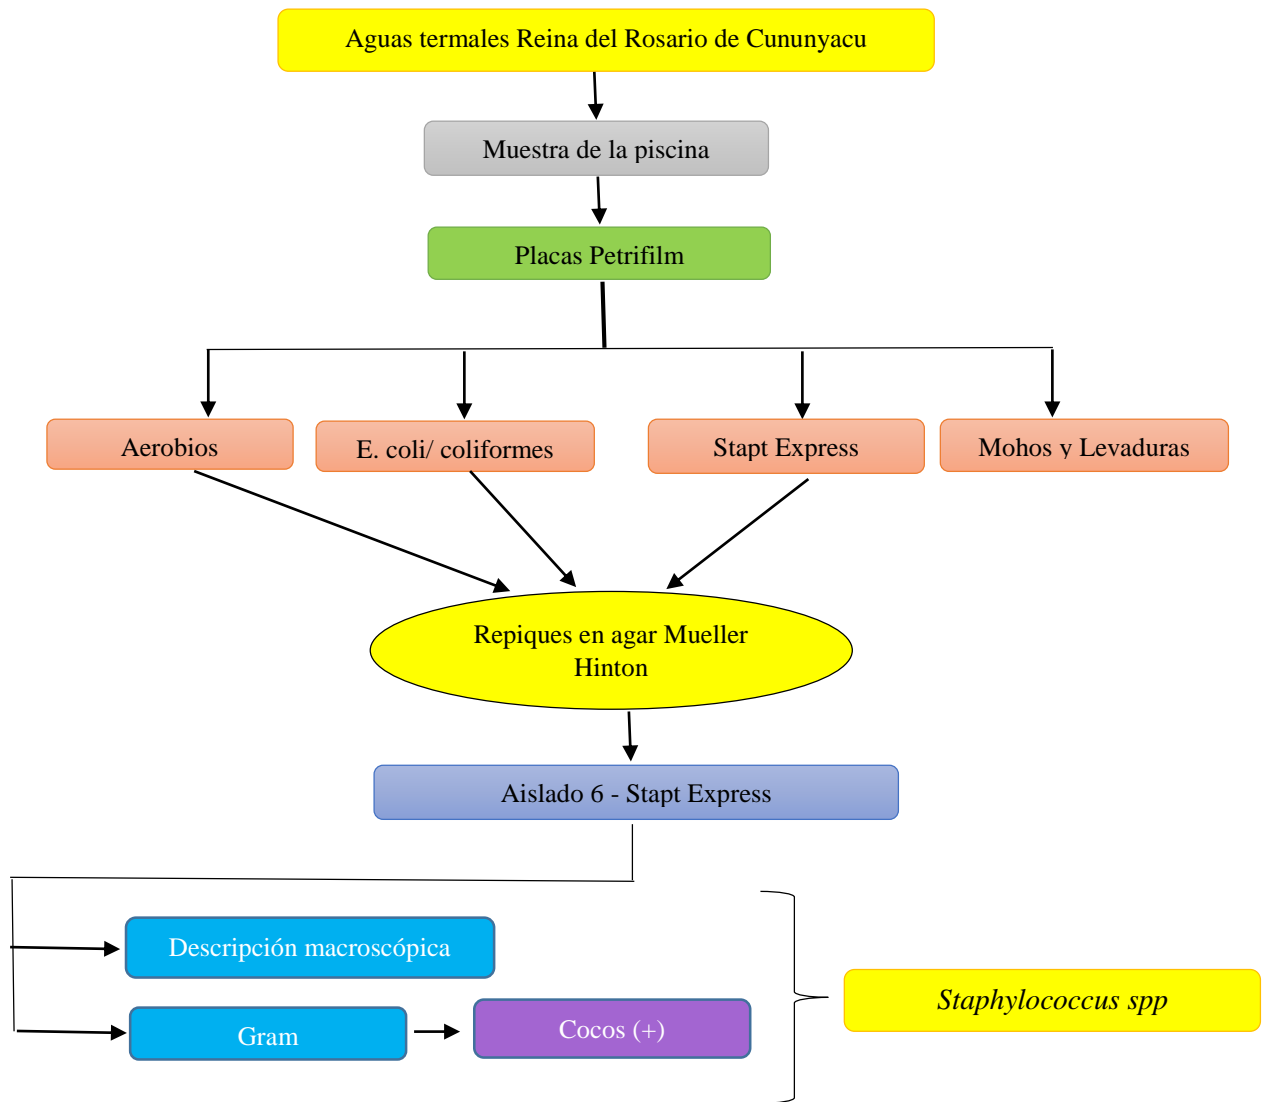 Aguas termales Reina del Rosario de Cununyacu
Muestra de la piscina
Placas Petrifilm
Aerobios
E. coli/ coliformes
Stapt Express
Mohos y Levaduras
Repiques en agar Mueller
Hinton
Aislado 6 - Stapt Express
Descripción macroscópica
Gram
Cocos (+)
Staphylococcus spp